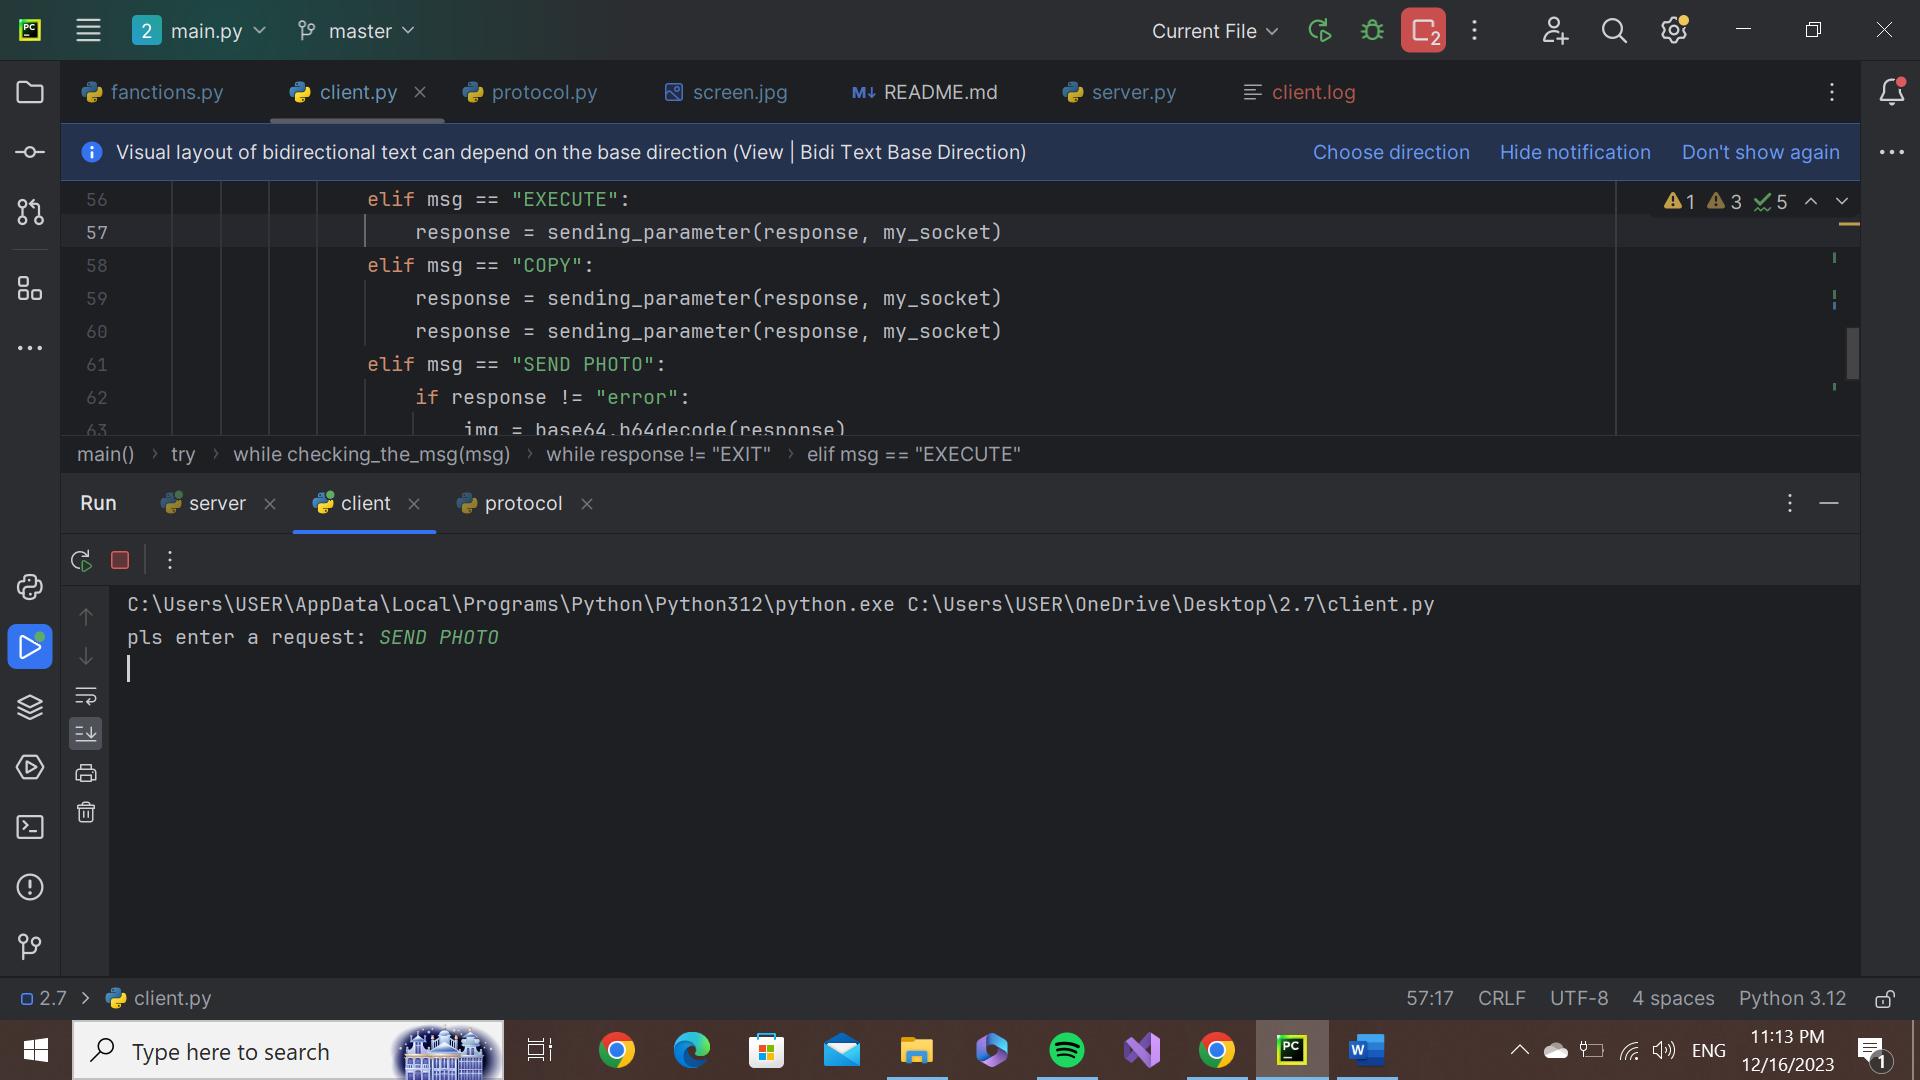 2 main.py master Current File 2
fanctions.py client.py protocol.py screen.jpg M↓ README.md server.py client.log
Visual layout of bidirectional text can depend on the base direction (View | Bidi Text Base Direction) Choose direction Hide notification Don't show again
56 elif msg == "EXECUTE": 1 3 5
57 response = sending_parameter(response, my_socket)
58 elif msg == "COPY":
59 response = sending_parameter(response, my_socket)
60 response = sending_parameter(response, my_socket)
61 elif msg == "SEND PHOTO":
62 if response != "error":
63 img = base64.b64decode(response)
main() › try › while checking_the_msg(msg) › while response != "EXIT" › elif msg == "EXECUTE"
Run server client protocol
C:\Users\USER\AppData\Local\Programs\Python\Python312\python.exe C:\Users\USER\OneDrive\Desktop\2.7\client.py
pls enter a request: SEND PHOTO
2.7 › client.py 57:17 CRLF UTF-8 4 spaces Python 3.12
Type here to search ENG 11:13 PM
12/16/2023 1